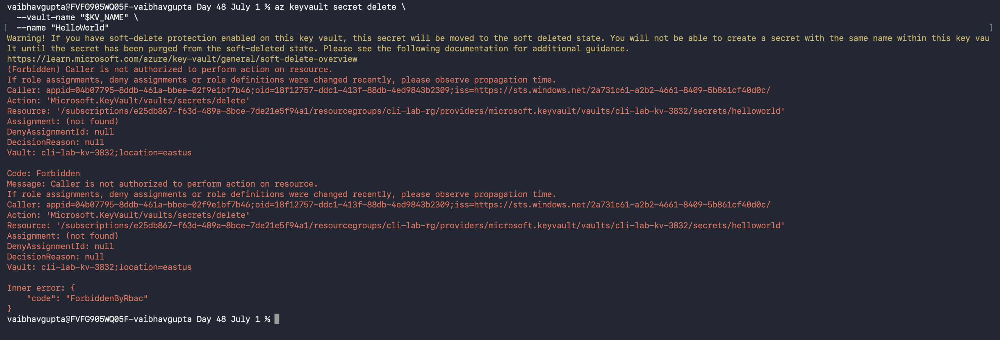 vaibhavgupta@FVFG905WQ05F-vaibhavgupta Day 48 July 1 % az keyvault secret delete \
  --vault-name "$KV_NAME" \
[  --name "HelloWorld" ]
Warning! If you have soft-delete protection enabled on this key vault, this secret will be moved to the soft deleted state. You will not be able to create a secret with the same name within this key vau
lt until the secret has been purged from the soft-deleted state. Please see the following documentation for additional guidance.
https://learn.microsoft.com/azure/key-vault/general/soft-delete-overview
(Forbidden) Caller is not authorized to perform action on resource.
If role assignments, deny assignments or role definitions were changed recently, please observe propagation time.
Caller: appid=04b07795-8ddb-461a-bbee-02f9e1bf7b46;oid=18f12757-ddc1-413f-88db-4ed9843b2309;iss=https://sts.windows.net/2a731c61-a2b2-4661-8409-5b861cf40d0c/
Action: 'Microsoft.KeyVault/vaults/secrets/delete'
Resource: '/subscriptions/e25db867-f63d-489a-8bce-7de21e5f94a1/resourcegroups/cli-lab-rg/providers/microsoft.keyvault/vaults/cli-lab-kv-3832/secrets/helloworld'
Assignment: (not found)
DenyAssignmentId: null
DecisionReason: null
Vault: cli-lab-kv-3832;location=eastus

Code: Forbidden
Message: Caller is not authorized to perform action on resource.
If role assignments, deny assignments or role definitions were changed recently, please observe propagation time.
Caller: appid=04b07795-8ddb-461a-bbee-02f9e1bf7b46;oid=18f12757-ddc1-413f-88db-4ed9843b2309;iss=https://sts.windows.net/2a731c61-a2b2-4661-8409-5b861cf40d0c/
Action: 'Microsoft.KeyVault/vaults/secrets/delete'
Resource: '/subscriptions/e25db867-f63d-489a-8bce-7de21e5f94a1/resourcegroups/cli-lab-rg/providers/microsoft.keyvault/vaults/cli-lab-kv-3832/secrets/helloworld'
Assignment: (not found)
DenyAssignmentId: null
DecisionReason: null
Vault: cli-lab-kv-3832;location=eastus

Inner error: {
    "code": "ForbiddenByRbac"
}
vaibhavgupta@FVFG905WQ05F-vaibhavgupta Day 48 July 1 %